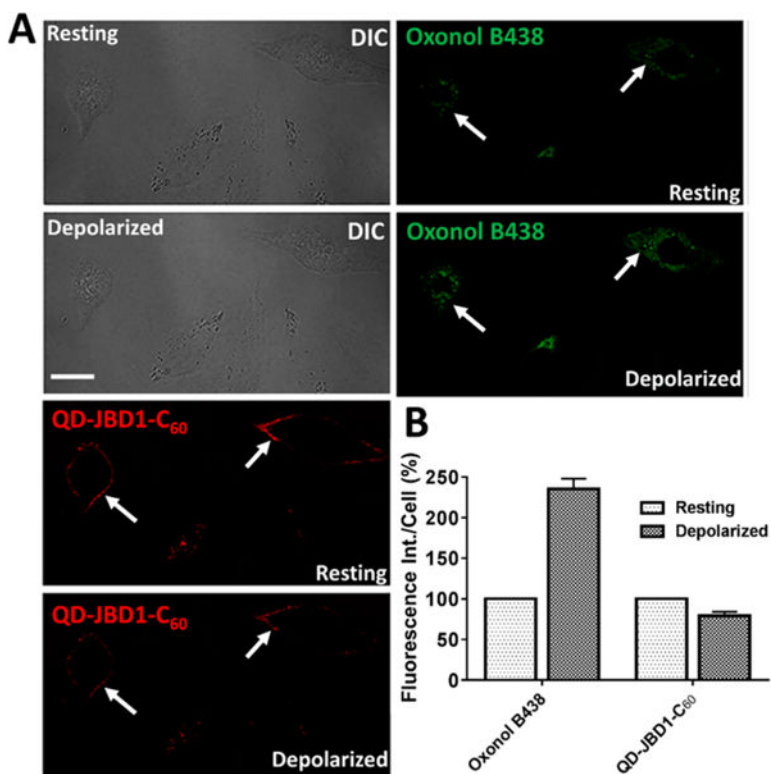 A
Resting
DIC
Oxonol B438
Resting
Depolarized
DIC
Oxonol B438
Depolarized
QD-JBD1-C₆₀
Resting
QD-JBD1-C₆₀
Depolarized
B
Fluorescence Int./Cell (%)
250
200
150
100
50
0
Resting
Depolarized
Oxonol B438
QD-JBD1-C₆₀